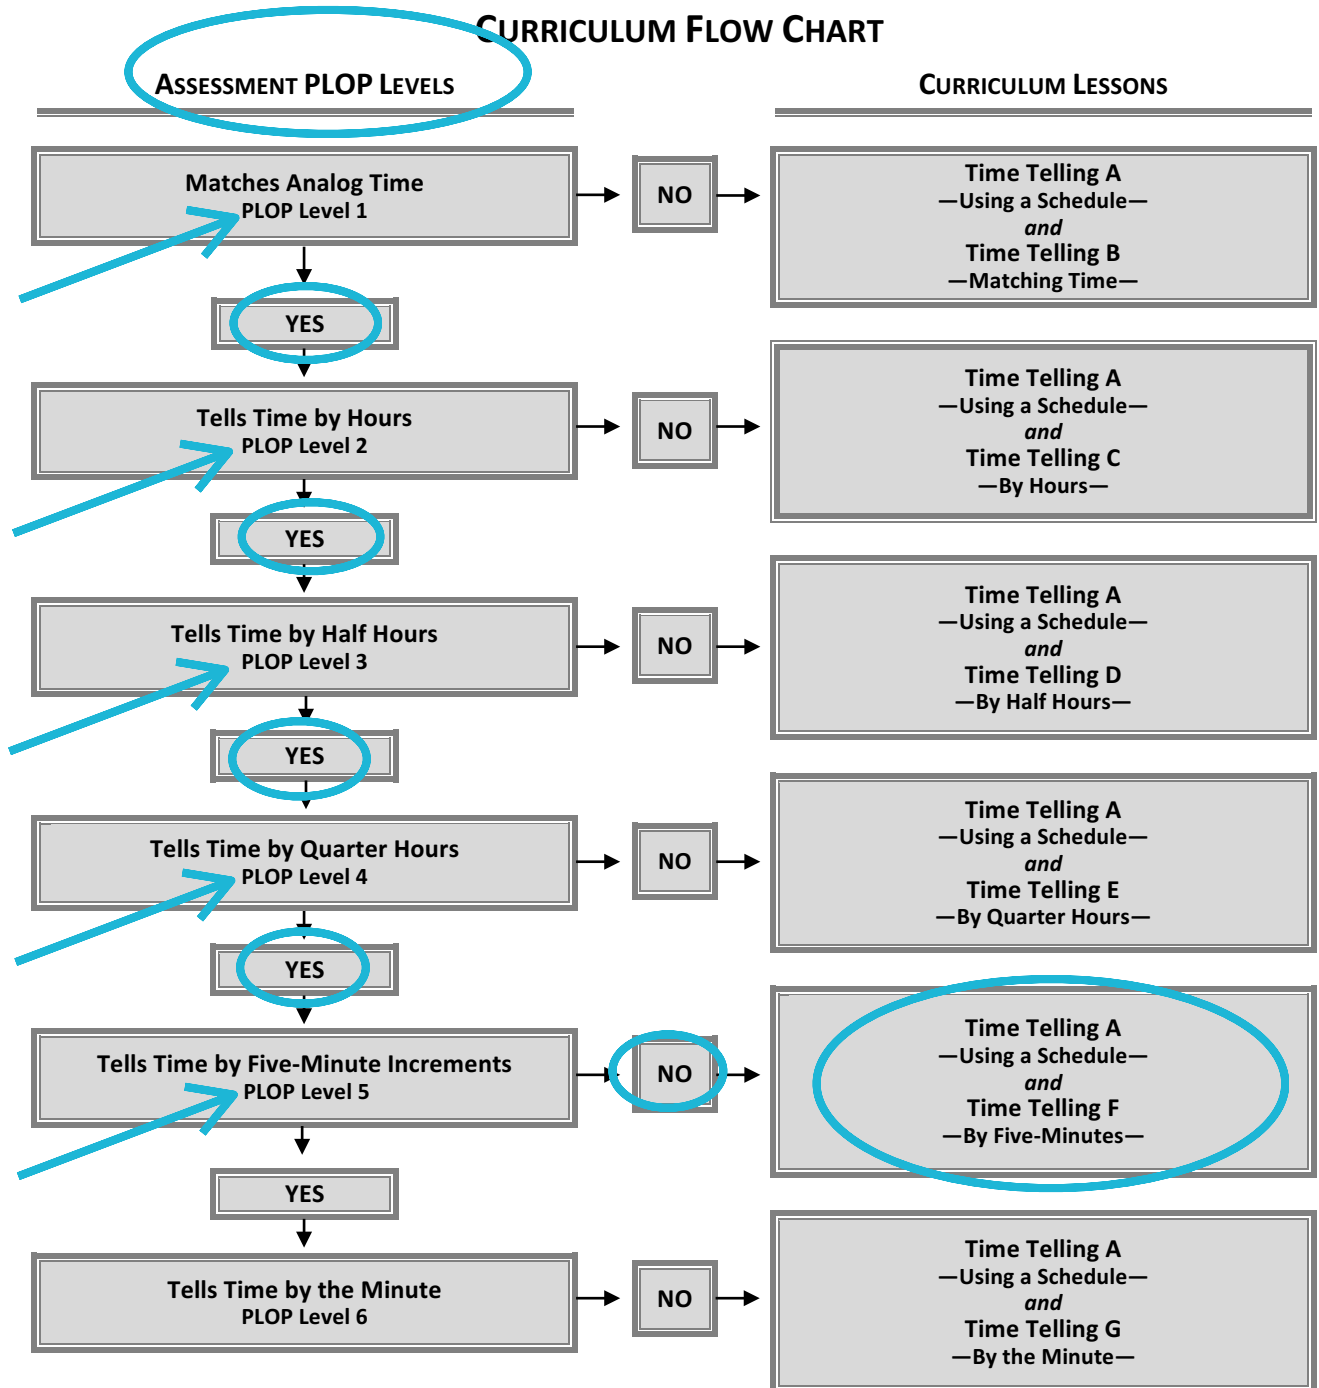 CURRICULUM FLOW CHART
ASSESSMENT PLOP LEVELS
CURRICULUM LESSONS
Matches Analog Time
PLOP Level 1
NO
Time Telling A
—Using a Schedule—
and
Time Telling B
—Matching Time—
YES
Tells Time by Hours
PLOP Level 2
NO
Time Telling A
—Using a Schedule—
and
Time Telling C
—By Hours—
YES
Tells Time by Half Hours
PLOP Level 3
NO
Time Telling A
—Using a Schedule—
and
Time Telling D
—By Half Hours—
YES
Tells Time by Quarter Hours
PLOP Level 4
NO
Time Telling A
—Using a Schedule—
and
Time Telling E
—By Quarter Hours—
YES
Tells Time by Five-Minute Increments
PLOP Level 5
NO
Time Telling A
—Using a Schedule—
and
Time Telling F
—By Five-Minutes—
YES
Tells Time by the Minute
PLOP Level 6
NO
Time Telling A
—Using a Schedule—
and
Time Telling G
—By the Minute—